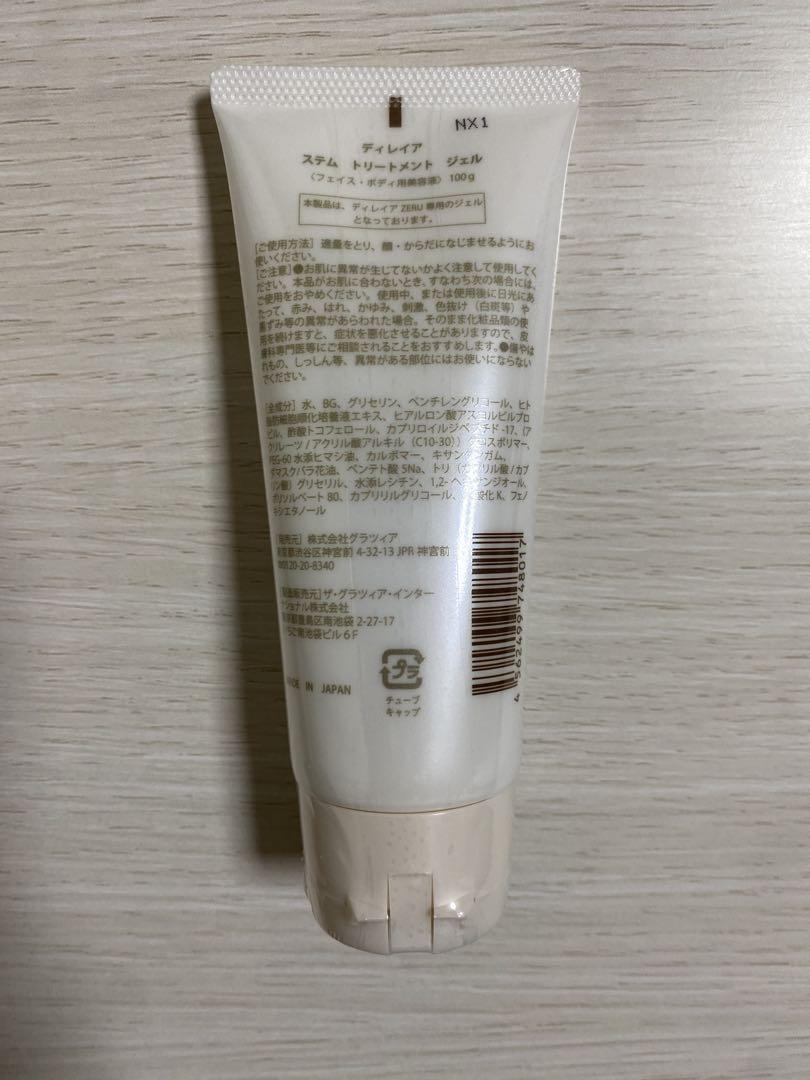 NX1
ディレイア
ステム トリートメント ジェル
〈フェイス・ボディ用美容液〉 100g
本製品は、ディレイア ZERU 専用のジェル
となっております。
[ご使用方法] 適量をとり、顔・からだになじませるようにお
使いください。
[ご注意] ●お肌に異常が生じてないかよく注意して使用してく
ださい。本品がお肌に合わないとき、すなわち次の場合には、
ご使用をおやめください。使用中、または使用後に日光にあ
たって、赤み、はれ、かゆみ、刺激、色抜け（白斑等）や
黒ずみ等の異常があらわれた場合。そのまま化粧品類の使
用を続けますと、症状を悪化させることがありますので、皮
膚科専門医等にご相談されることをおすすめします。●傷やは
れもの、しっしん等、異常がある部位にはお使いにならない
でください。
[全成分] 水、BG、グリセリン、ペンチレングリコール、ヒト
脂肪細胞順化培養液エキス、ヒアルロン酸アスコルビルプロ
ピル、酢酸トコフェロール、カプロイルジペプチド-17、（ア
クリレーツ / アクリル酸アルキル（C10-30））クロスポリマー、
PEG-60 水添ヒマシ油、カルボマー、キサンタンガム、
ダマスクバラ花油、ペンテト酸 5Na、トリ（カプリル酸 / カプ
リン酸）グリセリル、水添レシチン、1,2-ヘキサンジオール、
ポリソルベート 80、カプリリルグリコール、水酸化 K、フェノ
キシエタノール
[発売元] 株式会社グラツィア
東京都渋谷区神宮前 4-32-13 JPR 神宮前
0120-20-8340
[製造販売元] ザ・グラツィア・インター
ナショナル株式会社
東京都豊島区南池袋 2-27-17
南池袋ビル 6F
MADE IN JAPAN
プラ
チューブ
キャップ
4 562499 748017